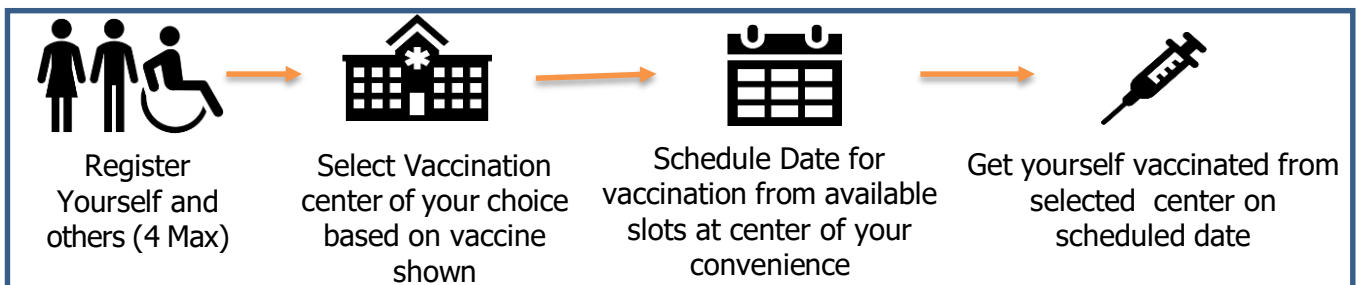 Register
Yourself and
others (4 Max)
Select Vaccination
center of your choice
based on vaccine
shown
Schedule Date for
vaccination from available
slots at center of your
convenience
Get yourself vaccinated from
selected center on
scheduled date